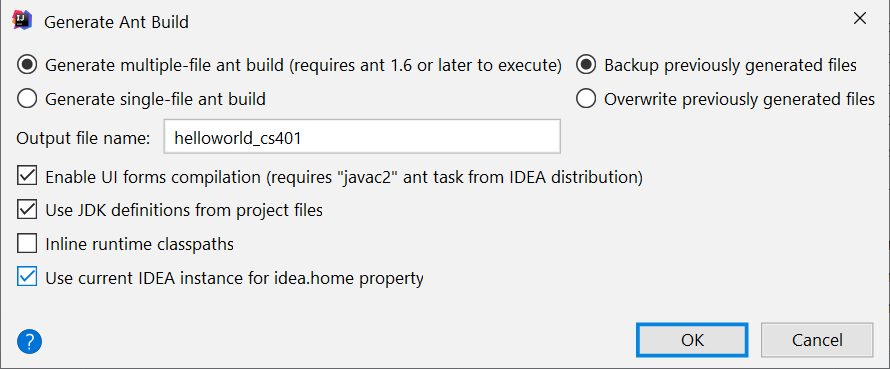 Generate Ant Build
Generate multiple-file ant build (requires ant 1.6 or later to execute)
Backup previously generated files
Generate single-file ant build
Overwrite previously generated files
Output file name:
helloworld_cs401
Enable UI forms compilation (requires "javac2" ant task from IDEA distribution)
Use JDK definitions from project files
Inline runtime classpaths
Use current IDEA instance for idea.home property
?
OK
Cancel